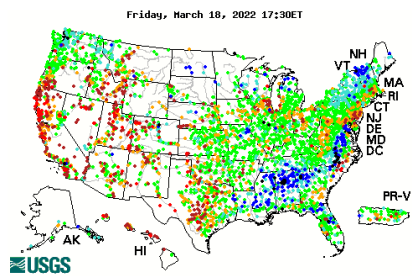 Friday, March 18, 2022 17:30ET
NH
VT
MA
RI
CT
NJ
DE
MD
DC
PR-V
AK
HI
USGS